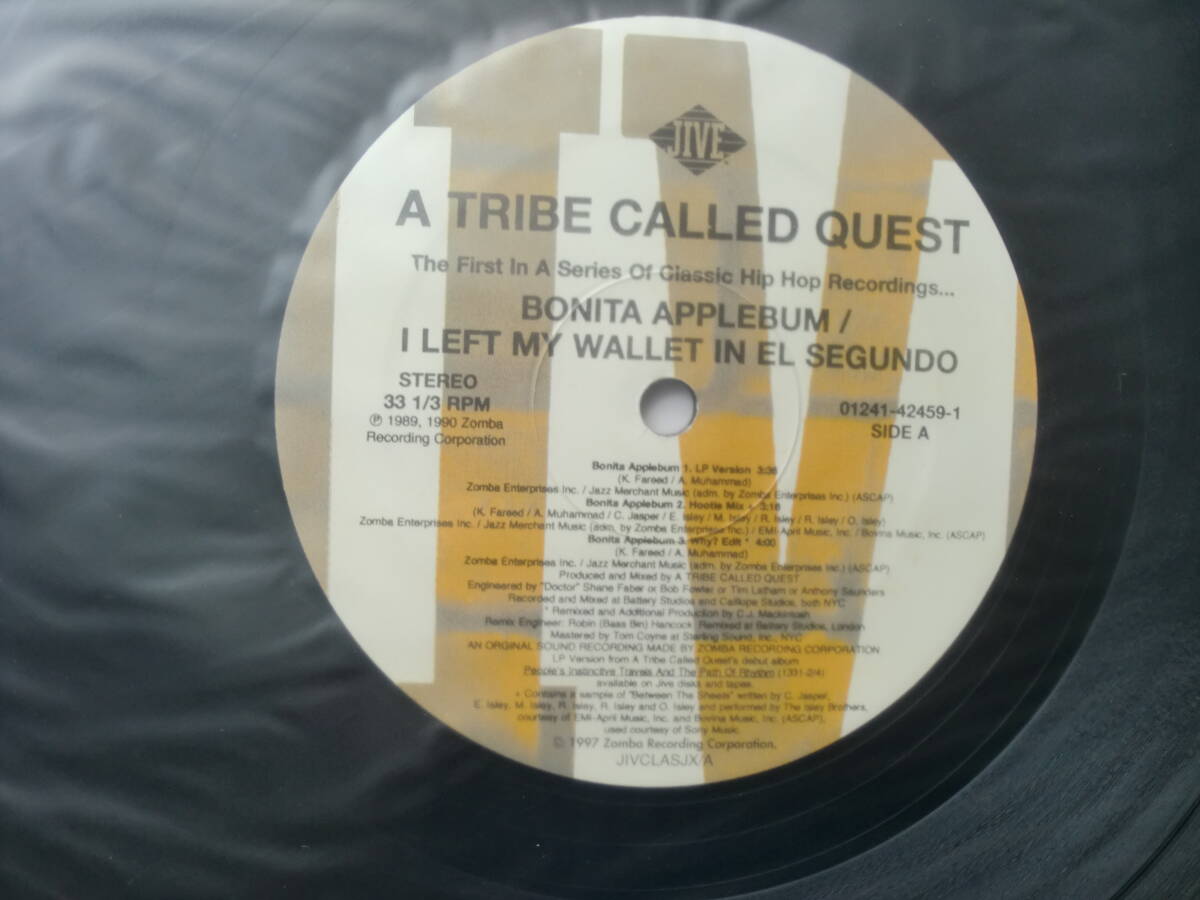 JIVE
A TRIBE CALLED QUEST
The First In A Series Of Classic Hip Hop Recordings...
BONITA APPLEBUM /
I LEFT MY WALLET IN EL SEGUNDO
STEREO
33 1/3 RPM
℗ 1989, 1990 Zomba
Recording Corporation
01241-42459-1
SIDE A
Bonita Applebum 1. LP Version 3:36
(K. Fareed / A. Muhammad)
Zomba Enterprises Inc. / Jazz Merchant Music (adm. by Zomba Enterprises Inc.) (ASCAP)
Bonita Applebum 2. Hootie Mix + 3:16
(K. Fareed / A. Muhammad / C. Jasper / E. Isley / M. Isley / R. Isley / R. Isley / O. Isley)
Zomba Enterprises Inc. / Jazz Merchant Music (adm. by Zomba Enterprises Inc.) / EMI-April Music, Inc. / Bovina Music, Inc. (ASCAP)
Bonita Applebum 3. Why? Edit * 4:00
(K. Fareed / A. Muhammad)
Zomba Enterprises Inc. / Jazz Merchant Music (adm. by Zomba Enterprises Inc.) (ASCAP)
Produced and Mixed by A TRIBE CALLED QUEST
Engineered by "Doctor" Shane Faber or Bob Fowler or Tim Latham or Anthony Saunders
Recorded and Mixed at Battery Studios and Calliope Studios, both NYC
* Remixed and Additional Production by C.J. Mackintosh
Remix Engineer: Robin (Bass Bin) Hancock. Remixed at Battery Studios, London
Mastered by Tom Coyne at Sterling Sound, Inc., NYC
AN ORGINAL SOUND RECORDING MADE BY ZOMBA RECORDING CORPORATION
LP Version from A Tribe Called Quest's debut album
People's Instinctive Travels And The Path Of Rhythm (1331-2/4)
available on Jive discs and tapes.
+ Contains a sample of "Between The Sheets" written by C. Jasper,
E. Isley, M. Isley, R. Isley, R. Isley and O. Isley and performed by The Isley Brothers,
courtesy of EMI-April Music, Inc. and Bovina Music, Inc. (ASCAP),
used courtesy of Sony Music.
© 1997 Zomba Recording Corporation.
JIVCLASJX/A